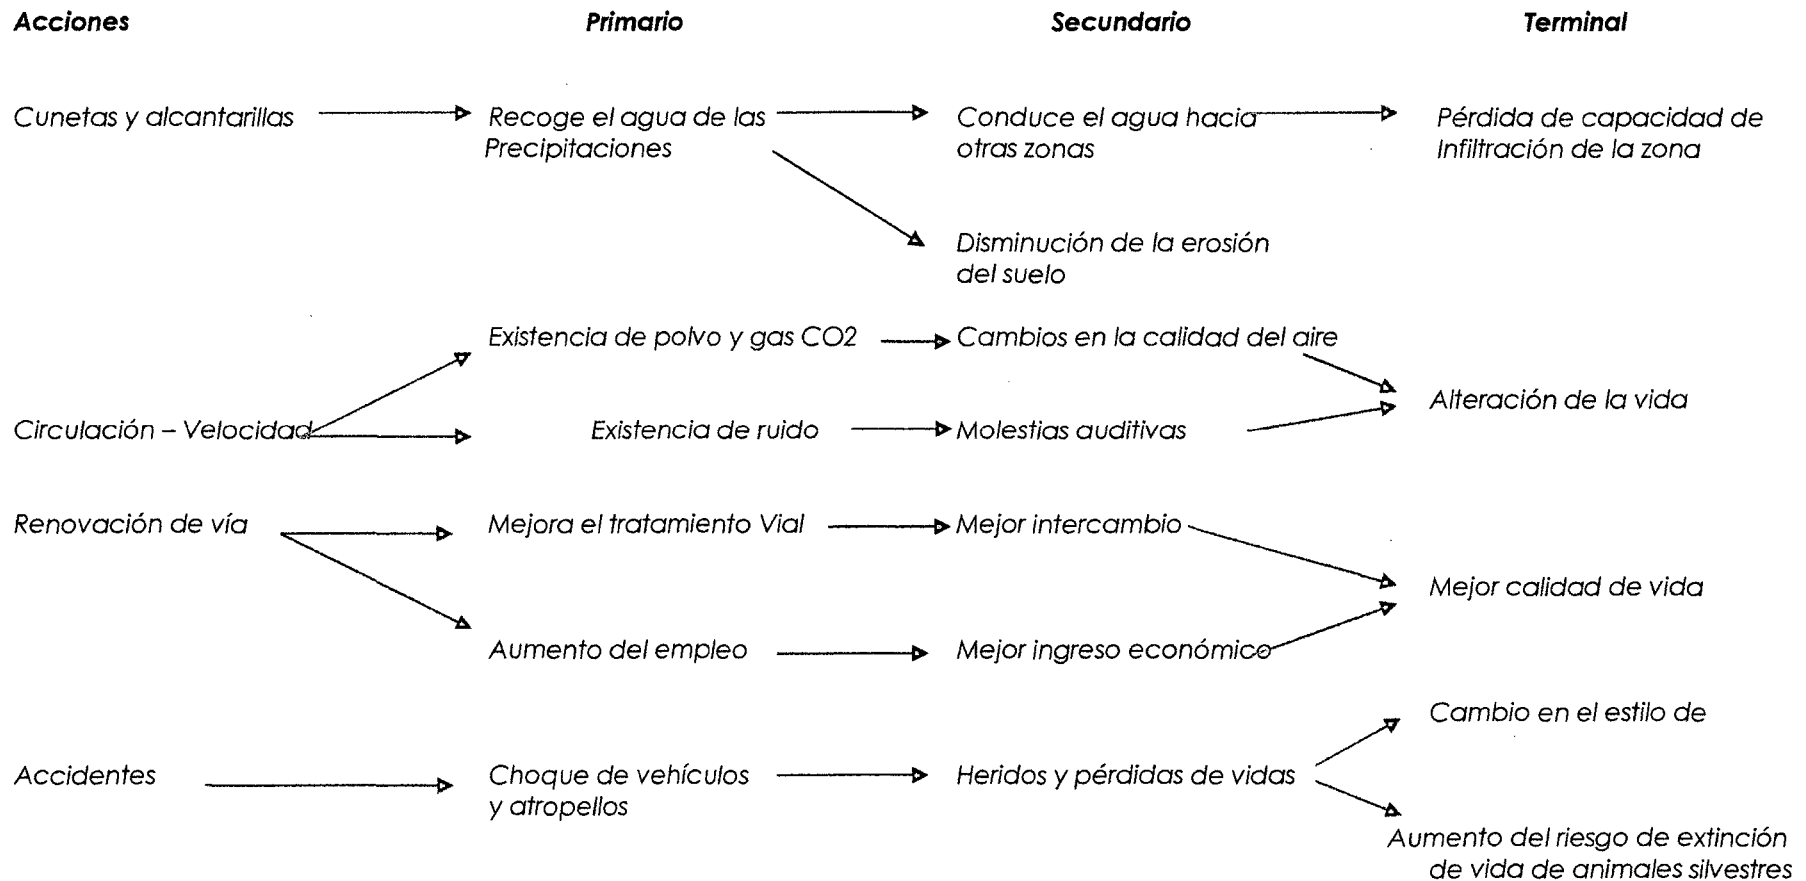 Acciones Primario Secundario Terminal
Cunetas y alcantarillas Recoge el agua de las Conduce el agua hacia Pérdida de capacidad de
Precipitaciones otras zonas Infiltración de la zona
Disminución de la erosión
del suelo
Existencia de polvo y gas CO2 Cambios en la calidad del aire
Alteración de la vida
Circulación – Velocidad Existencia de ruido Molestias auditivas
Renovación de vía Mejora el tratamiento Vial Mejor intercambio
Mejor calidad de vida
Aumento del empleo Mejor ingreso económico
Cambio en el estilo de
Accidentes Choque de vehículos Heridos y pérdidas de vidas
y atropellos
Aumento del riesgo de extinción
de vida de animales silvestres